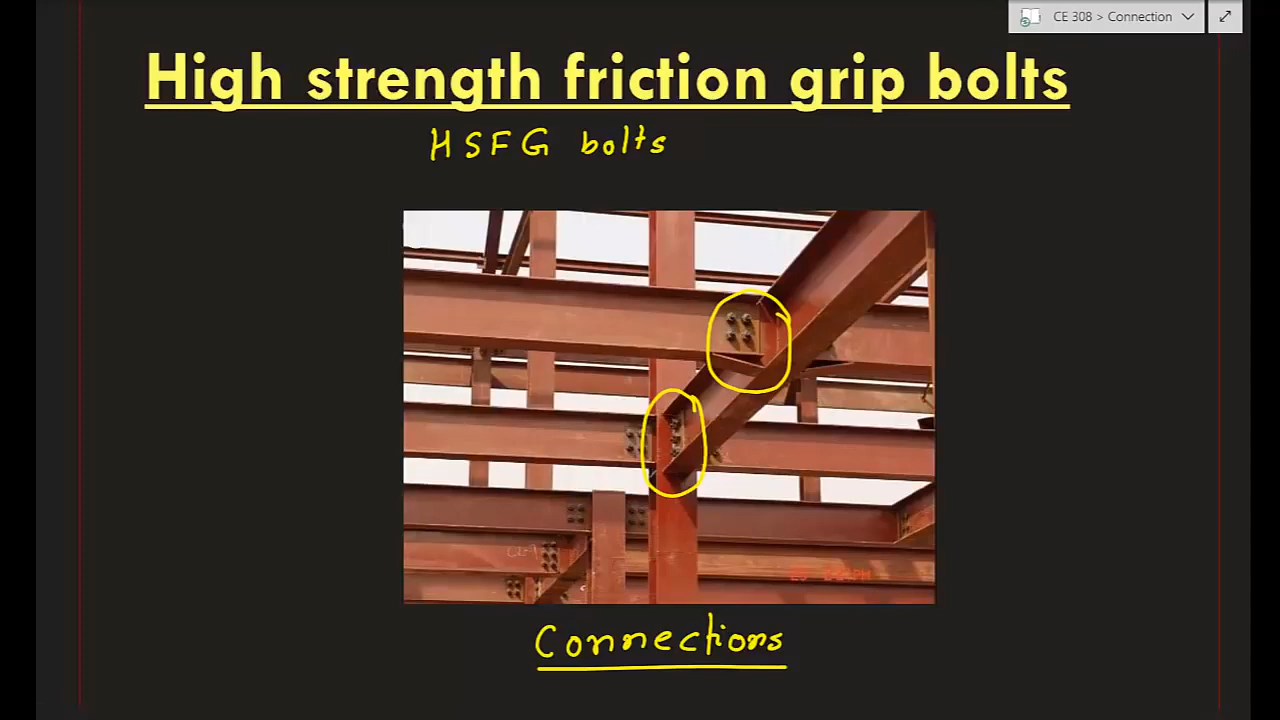 CE 308 > Connection
High strength friction grip bolts
HSFG bolts
Connections